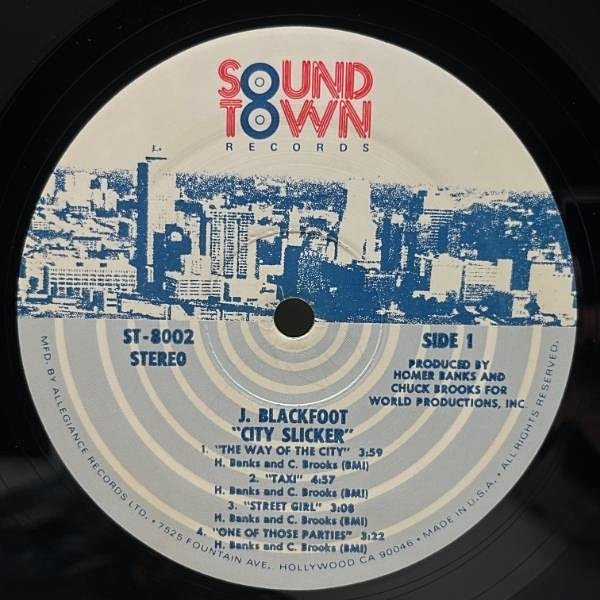 SOUND
TOWN
RECORDS
ST-8002
STEREO
SIDE 1
PRODUCED BY
HOMER BANKS AND
CHUCK BROOKS FOR
WORLD PRODUCTIONS, INC.
J. BLACKFOOT
"CITY SLICKER"
1. "THE WAY OF THE CITY" 3:59
H. Banks and C. Brooks (BMI)
2. "TAXI" 4:57
H. Banks and C. Brooks (BMI)
3. "STREET GIRL" 3:08
H. Banks and C. Brooks (BMI)
4. "ONE OF THOSE PARTIES" 3:22
H. Banks and C. Brooks (BMI)
MFD. BY ALLEGIANCE RECORDS LTD. • 7525 FOUNTAIN AVE. HOLLYWOOD CA 90046 • MADE IN U.S.A. • ALL RIGHTS RESERVED.